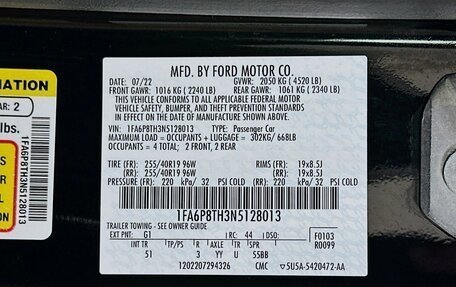 MATION
AR: 2
lbs.
1FA6P8TH3N5128013
MFD. BY FORD MOTOR CO.
DATE: 07/22 GVWR: 2050 KG ( 4520 LB)
FRONT GAWR: 1016 KG ( 2240 LB) REAR GAWR: 1061 KG ( 2340 LB)
THIS VEHICLE CONFORMS TO ALL APPLICABLE FEDERAL MOTOR
VEHICLE SAFETY, BUMPER, AND THEFT PREVENTION STANDARDS
IN EFFECT ON THE DATE OF MANUFACTURE SHOWN ABOVE.
VIN: 1FA6P8TH3N5128013 TYPE: Passenger Car
MAXIMUM LOAD = OCCUPANTS + LUGGAGE = 302KG/ 668LB
OCCUPANTS = 4 TOTAL; 2 FRONT, 2 REAR
TIRE (FR): 255/40R19 96W RIMS (FR): 19x8.5J
(RR): 255/40R19 96W (RR): 19x8.5J
PRESSURE (FR): 220 kPa/ 32 PSI COLD (RR): 220 kPa/ 32 PSI COLD
1FA6P8TH3N5128013
TRAILER TOWING - SEE OWNER GUIDE
EXT PNT: G1 RC: 44 DSO: F0103
INT TR TP/PS R TR SPR R0099
51 3 YY U 55BB
1202207294326 CMC 5U5A-5420472-AA